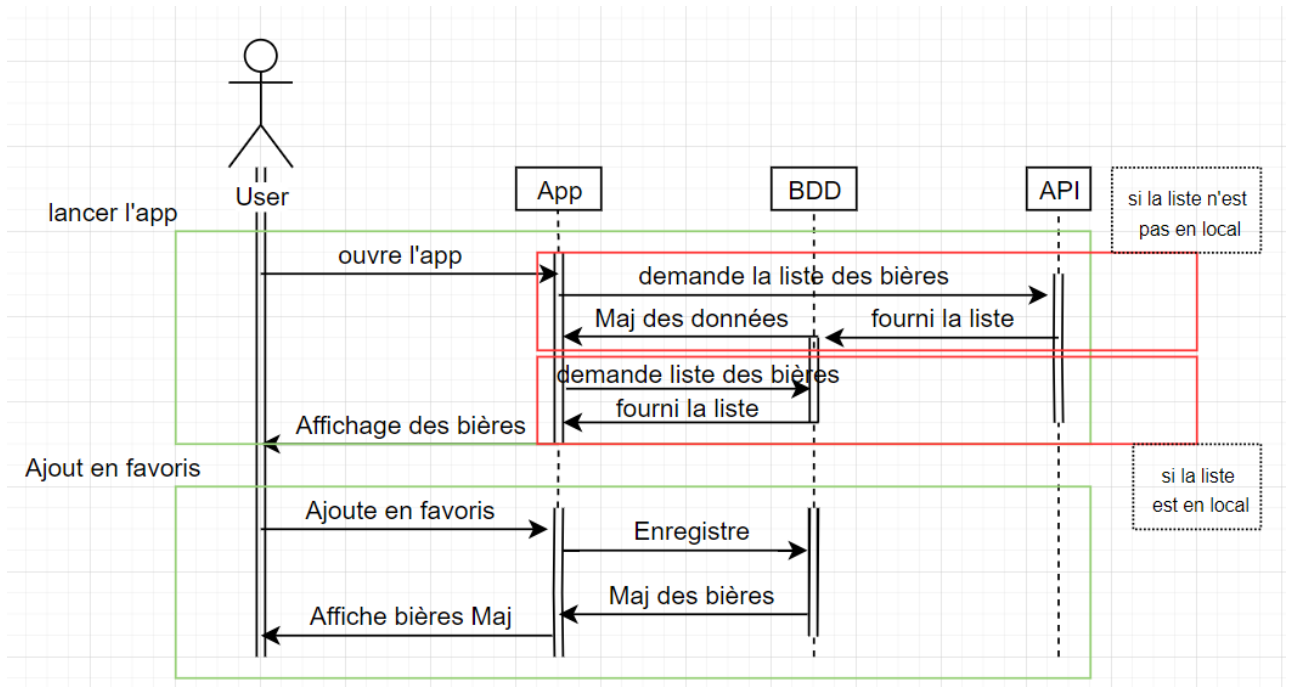 User
App
BDD
API
si la liste n'est
pas en local
lancer l'app
ouvre l'app
demande la liste des bières
Maj des données
fourni la liste
demande liste des bières
fourni la liste
Affichage des bières
Ajout en favoris
si la liste
est en local
Ajoute en favoris
Enregistre
Maj des bières
Affiche bières Maj